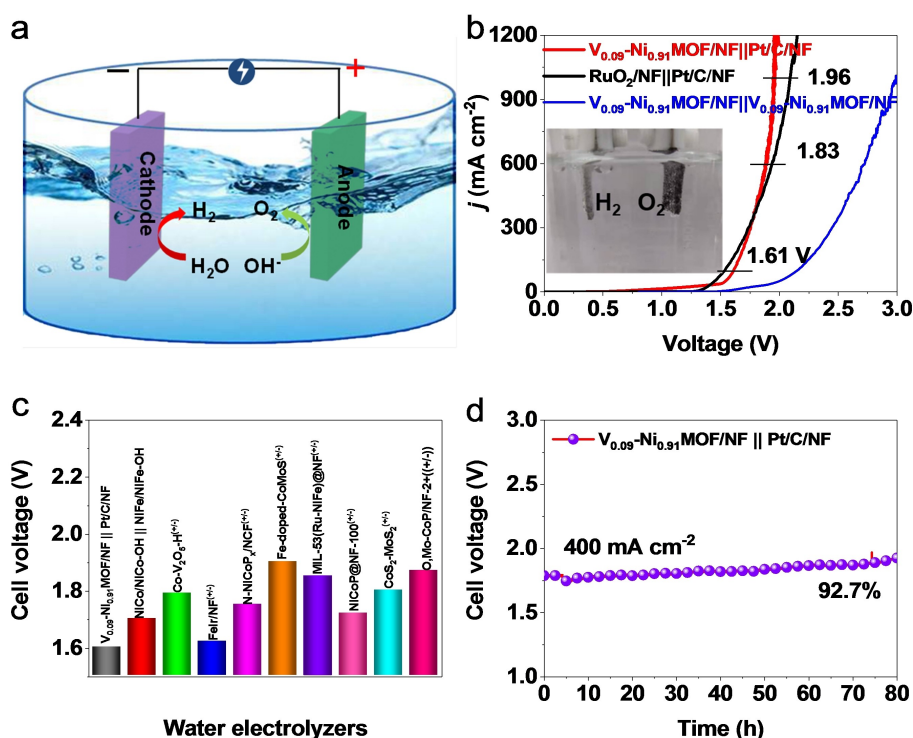 a
−
+
Cathode
Anode
H₂
O₂
H₂O
OH⁻
b
1200
900
600
300
0
j (mA cm⁻²)
V₀.₀₉-Ni₀.₉₁MOF/NF||Pt/C/NF
RuO₂/NF||Pt/C/NF
V₀.₀₉-Ni₀.₉₁MOF/NF||V₀.₀₉-Ni₀.₉₁MOF/NF
1.96
1.83
1.61 V
H₂ O₂
0.0 0.5 1.0 1.5 2.0 2.5 3.0
Voltage (V)
c
2.4
2.2
2.0
1.8
1.6
Cell voltage (V)
V₀.₀₉-Ni₀.₉₁MOF/NF || Pt/C/NF
NiCo/NiCo-OH || NiFe/NiFe-OH
Co-V₂O₅-H⁽⁺/⁻⁾
FeIr/NF⁽⁺/⁻⁾
N-NiCoPₓ/NCF⁽⁺/⁻⁾
Fe-doped-CoMoS⁽⁺/⁻⁾
MIL-53(Ru-NiFe)@NF⁽⁺/⁻⁾
NiCoP@NF-100⁽⁺/⁻⁾
CoS₂-MoS₂⁽⁺/⁻⁾
O,Mo-CoP/NF-2+((+/-))
Water electrolyzers
d
3.0
2.5
2.0
1.5
1.0
Cell voltage (V)
V₀.₀₉-Ni₀.₉₁MOF/NF || Pt/C/NF
400 mA cm⁻²
92.7%
0 10 20 30 40 50 60 70 80
Time (h)